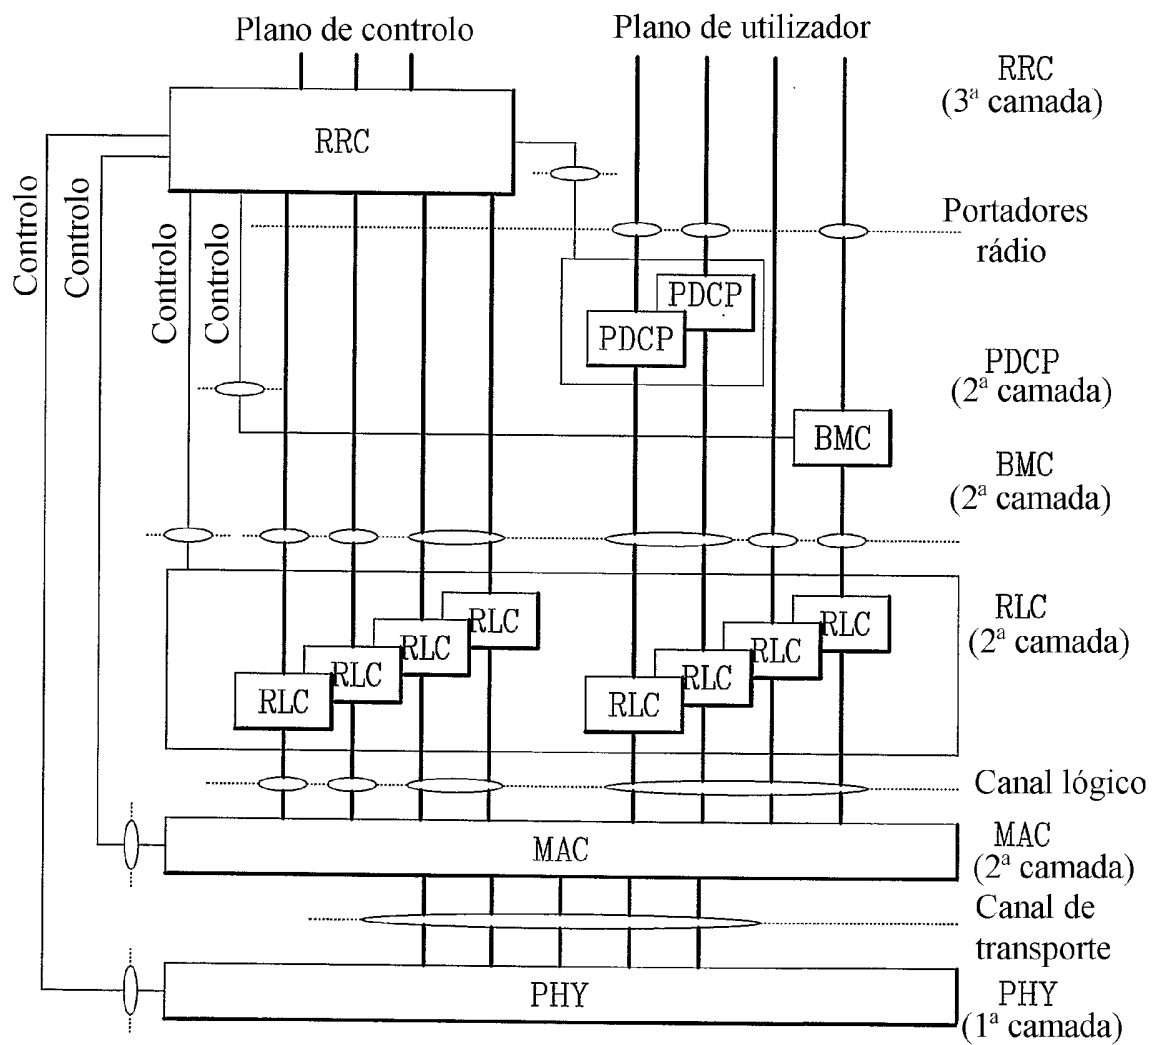 Plano de controlo
Plano de utilizador
RRC
(3ª camada)
RRC
Controlo
Controlo
Controlo
Controlo
Portadores
rádio
PDCP
PDCP
PDCP
(2ª camada)
BMC
BMC
(2ª camada)
RLC
RLC
RLC
RLC
RLC
RLC
RLC
RLC
RLC
(2ª camada)
Canal lógico
MAC
MAC
(2ª camada)
Canal de
transporte
PHY
PHY
(1ª camada)